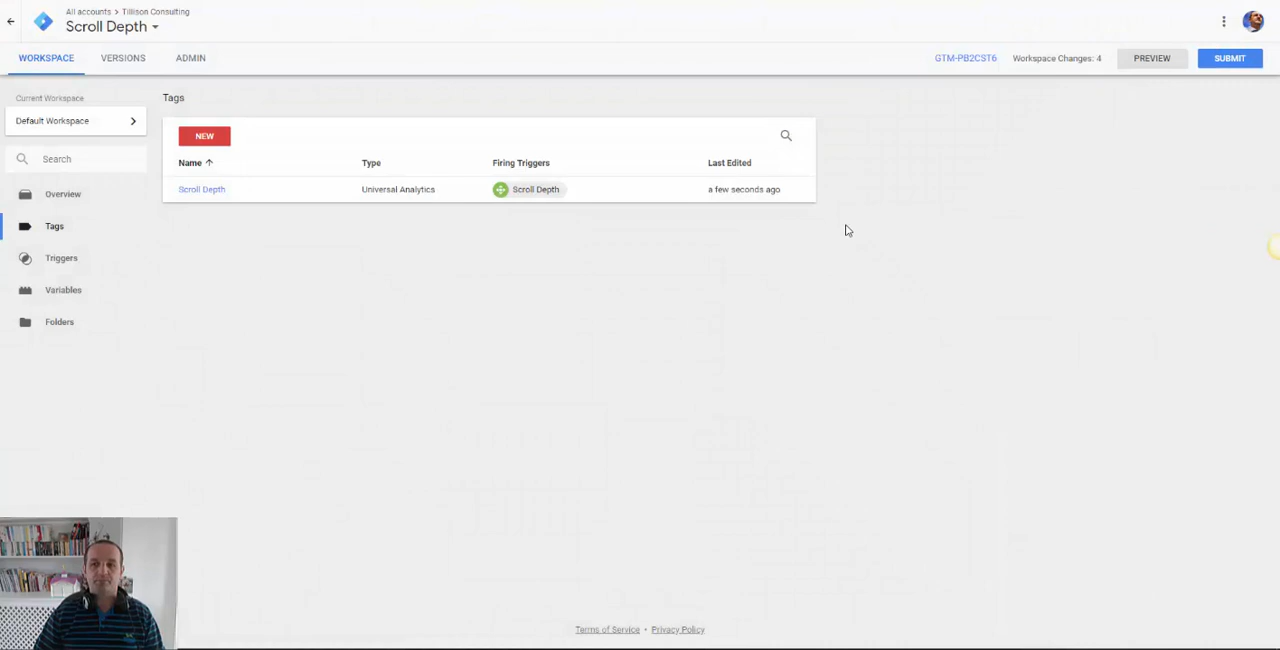 All accounts > Tillison Consulting
Scroll Depth
WORKSPACE VERSIONS ADMIN GTM-PB2CST6 Workspace Changes: 4 PREVIEW SUBMIT
Current Workspace
Default Workspace
Search
Overview
Tags
Triggers
Variables
Folders
Tags
NEW
Name Type Firing Triggers Last Edited
Scroll Depth Universal Analytics Scroll Depth a few seconds ago
Terms of Service • Privacy Policy